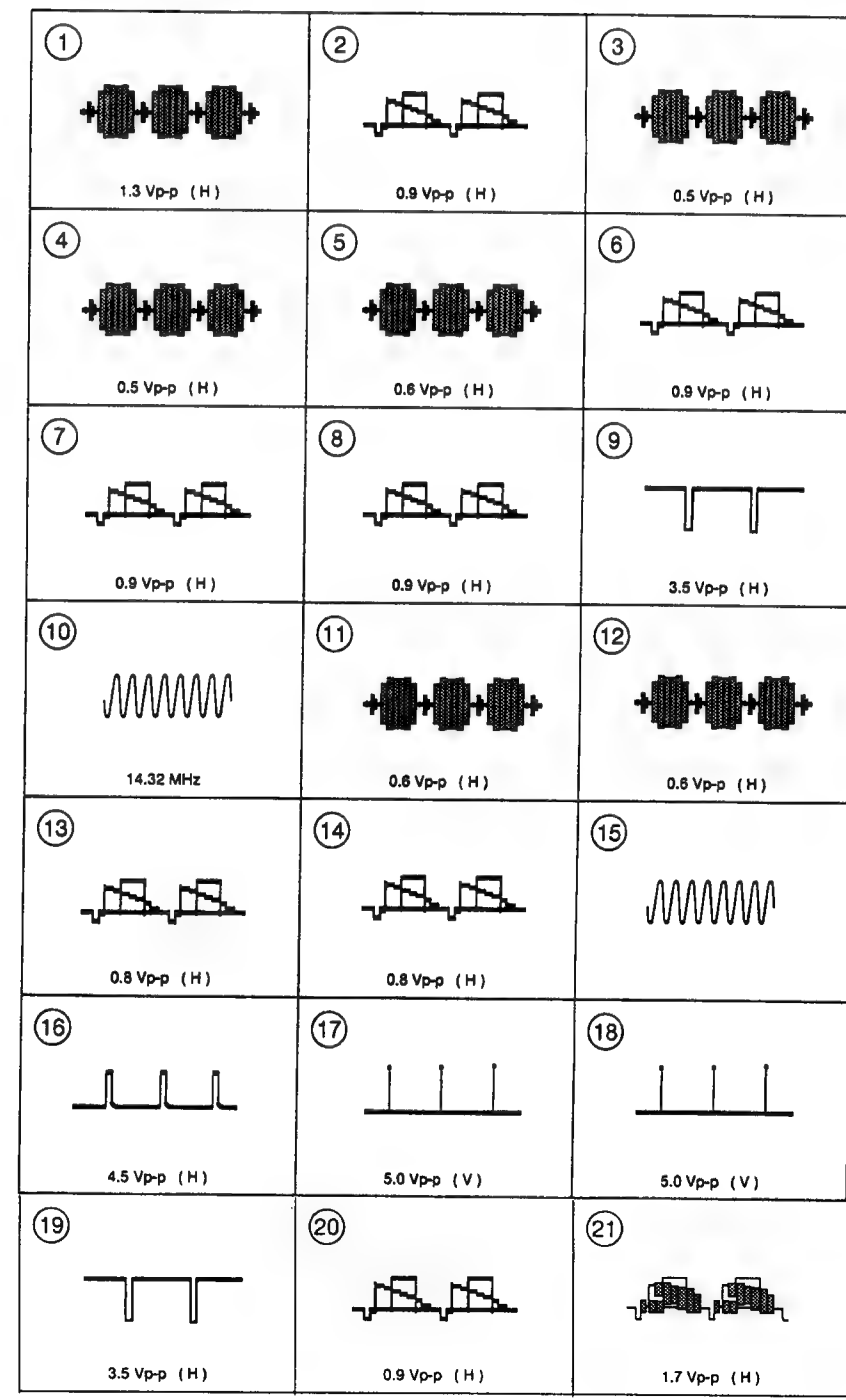 1
1.3 Vp-p (H)
2
0.9 Vp-p (H)
3
0.5 Vp-p (H)
4
0.5 Vp-p (H)
5
0.6 Vp-p (H)
6
0.9 Vp-p (H)
7
0.9 Vp-p (H)
8
0.9 Vp-p (H)
9
3.5 Vp-p (H)
10
14.32 MHz
11
0.6 Vp-p (H)
12
0.6 Vp-p (H)
13
0.8 Vp-p (H)
14
0.8 Vp-p (H)
15
16
4.5 Vp-p (H)
17
5.0 Vp-p (V)
18
5.0 Vp-p (V)
19
3.5 Vp-p (H)
20
0.9 Vp-p (H)
21
1.7 Vp-p (H)